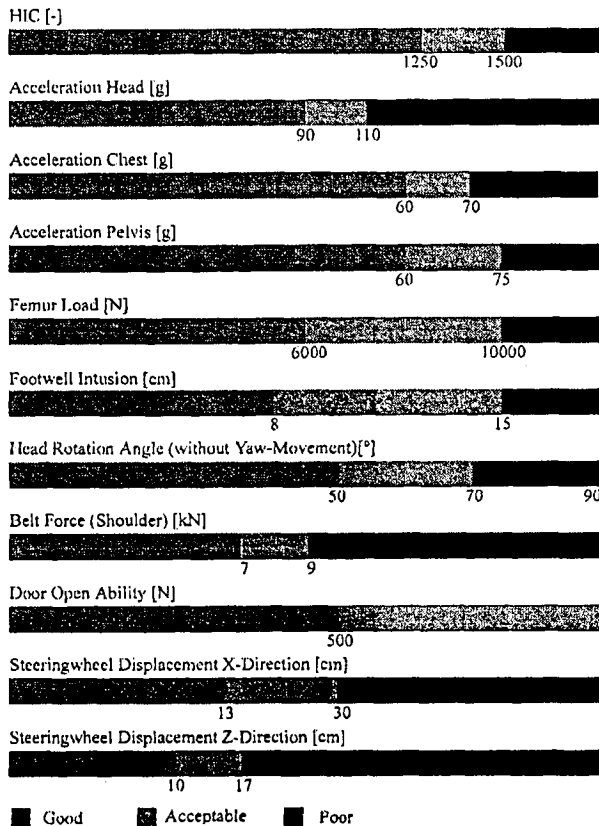 HIC [-]
1250 1500
Acceleration Head [g]
90 110
Acceleration Chest [g]
60 70
Acceleration Pelvis [g]
60 75
Femur Load [N]
6000 10000
Footwell Intusion [cm]
8 15
Head Rotation Angle (without Yaw-Movement)[°]
50 70 90
Belt Force (Shoulder) [kN]
7 9
Door Open Ability [N]
500
Steeringwheel Displacement X-Direction [cm]
13 30
Steeringwheel Displacement Z-Direction [cm]
10 17
Good Acceptable Poor